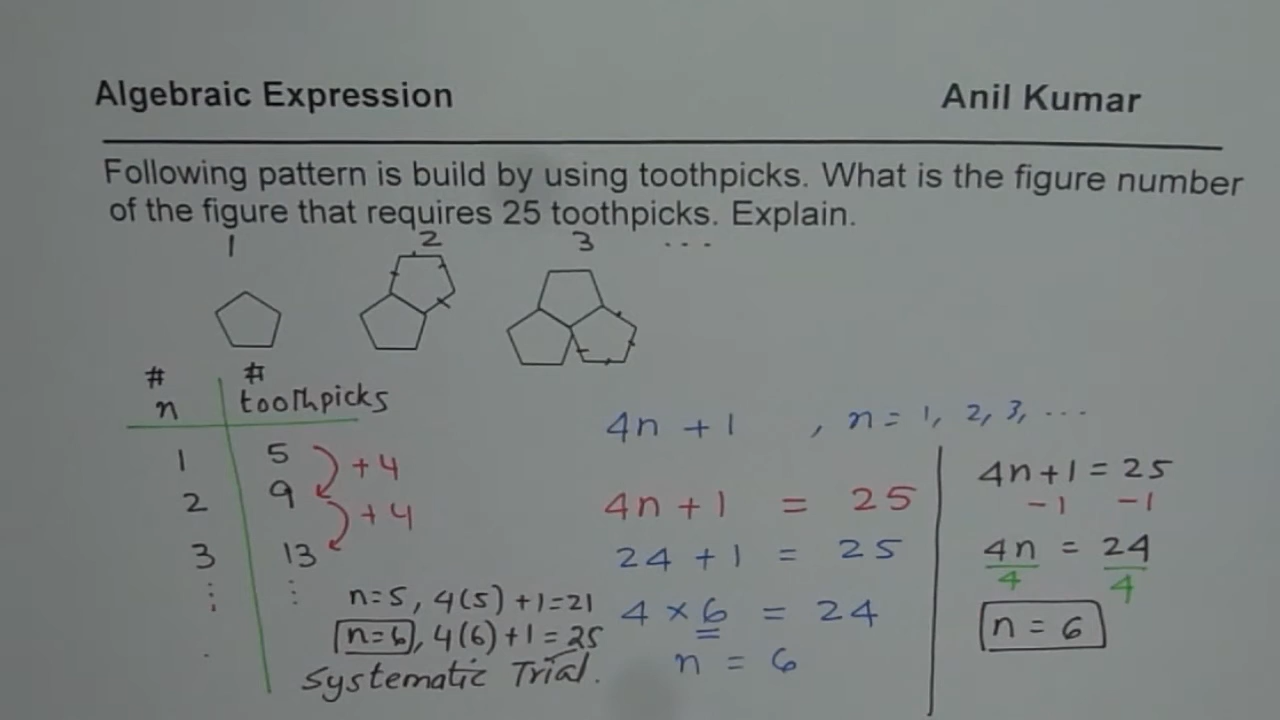 Algebraic Expression Anil Kumar
Following pattern is build by using toothpicks. What is the figure number
of the figure that requires 25 toothpicks. Explain.
1 2 3 ...
# #
n toothpicks
1 5
+4
2 9
+4
3 13
⋮ ⋮
n=5, 4(5)+1=21
n=6, 4(6)+1=25
Systematic Trial.
4n + 1 , n = 1, 2, 3, ...
4n + 1 = 25
24 + 1 = 25
4 × 6 = 24
n = 6
4n+1 = 25
-1 -1
4n = 24
4 4
n = 6